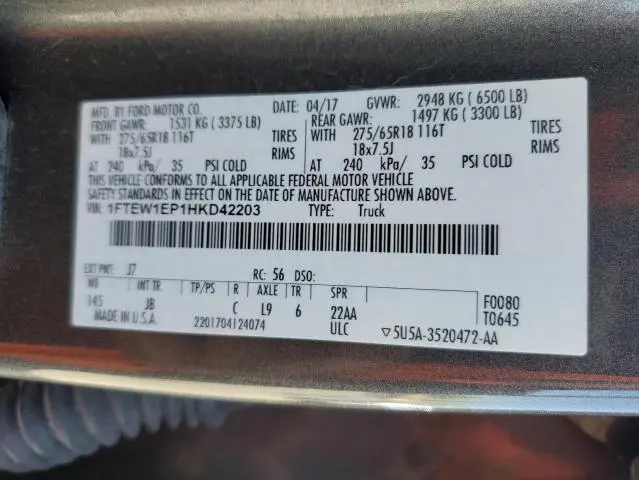 MFD. BY FORD MOTOR CO.
DATE: 04/17 GVWR: 2948 KG ( 6500 LB)
FRONT GAWR: 1531 KG ( 3375 LB) REAR GAWR: 1497 KG ( 3300 LB)
WITH 275/65R18 116T TIRES WITH 275/65R18 116T TIRES
18x7.5J RIMS 18x7.5J RIMS
AT 240 kPa/ 35 PSI COLD AT 240 kPa/ 35 PSI COLD
THIS VEHICLE CONFORMS TO ALL APPLICABLE FEDERAL MOTOR VEHICLE
SAFETY STANDARDS IN EFFECT ON THE DATE OF MANUFACTURE SHOWN ABOVE.
VIN: 1FTEW1EP1HKD42203 TYPE: Truck
EXT PNT: J7 RC: 56 DSO:
WB INT TR TP/PS R AXLE TR SPR F0080
145 JB C L9 6 22AA T0645
MADE IN U.S.A. 2201704124074 ULC ▽5U5A-3520472-AA